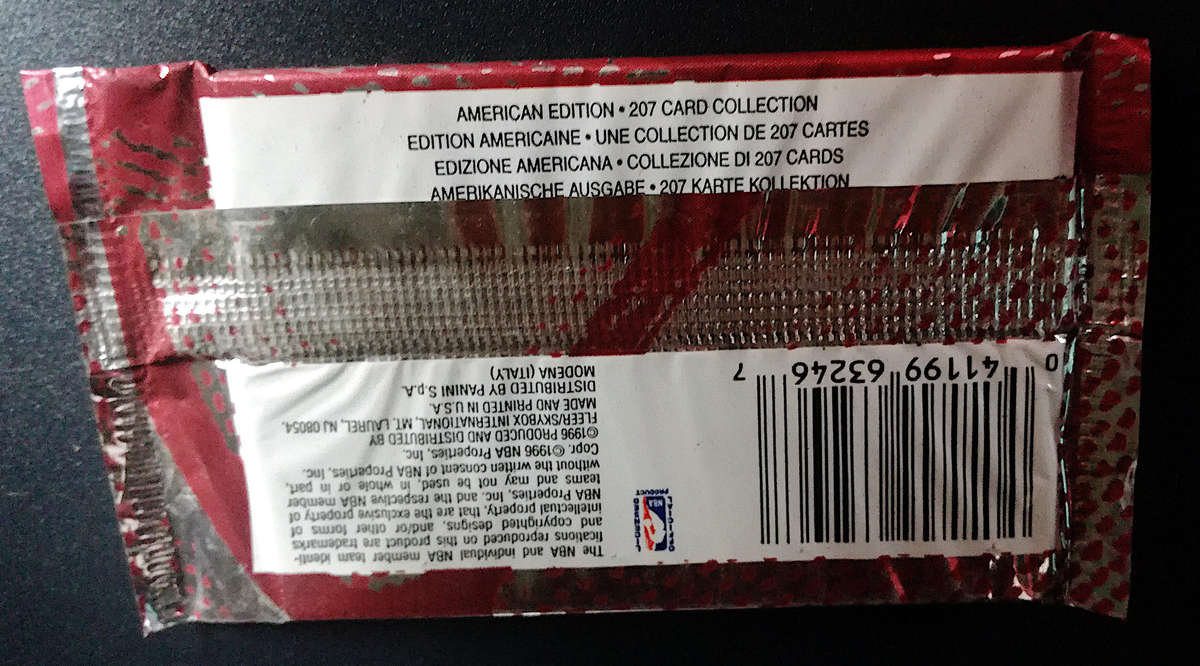 AMERICAN EDITION • 207 CARD COLLECTION
EDITION AMERICAINE • UNE COLLECTION DE 207 CARTES
EDIZIONE AMERICANA • COLLEZIONE DI 207 CARDS
AMERIKANISCHE AUSGABE • 207 KARTE KOLLEKTION
The NBA and individual NBA member team identi-
fications reproduced on this product are trademarks
and copyrighted designs, and/or other forms of
intellectual property, that are the exclusive property of
NBA Properties, Inc. and the respective NBA member
teams and may not be used, in whole or in part,
without the written consent of NBA Properties, Inc.
Copr. ©1996 NBA Properties, Inc.
©1996 PRODUCED AND DISTRIBUTED BY
FLEER/SKYBOX INTERNATIONAL, MT. LAUREL, NJ 08054.
MADE AND PRINTED IN U.S.A.
DISTRIBUTED BY PANINI S.p.A.
MODENA (ITALY)
OFFICIAL
LICENSED
NBA
PRODUCT
0 41199 63246 7